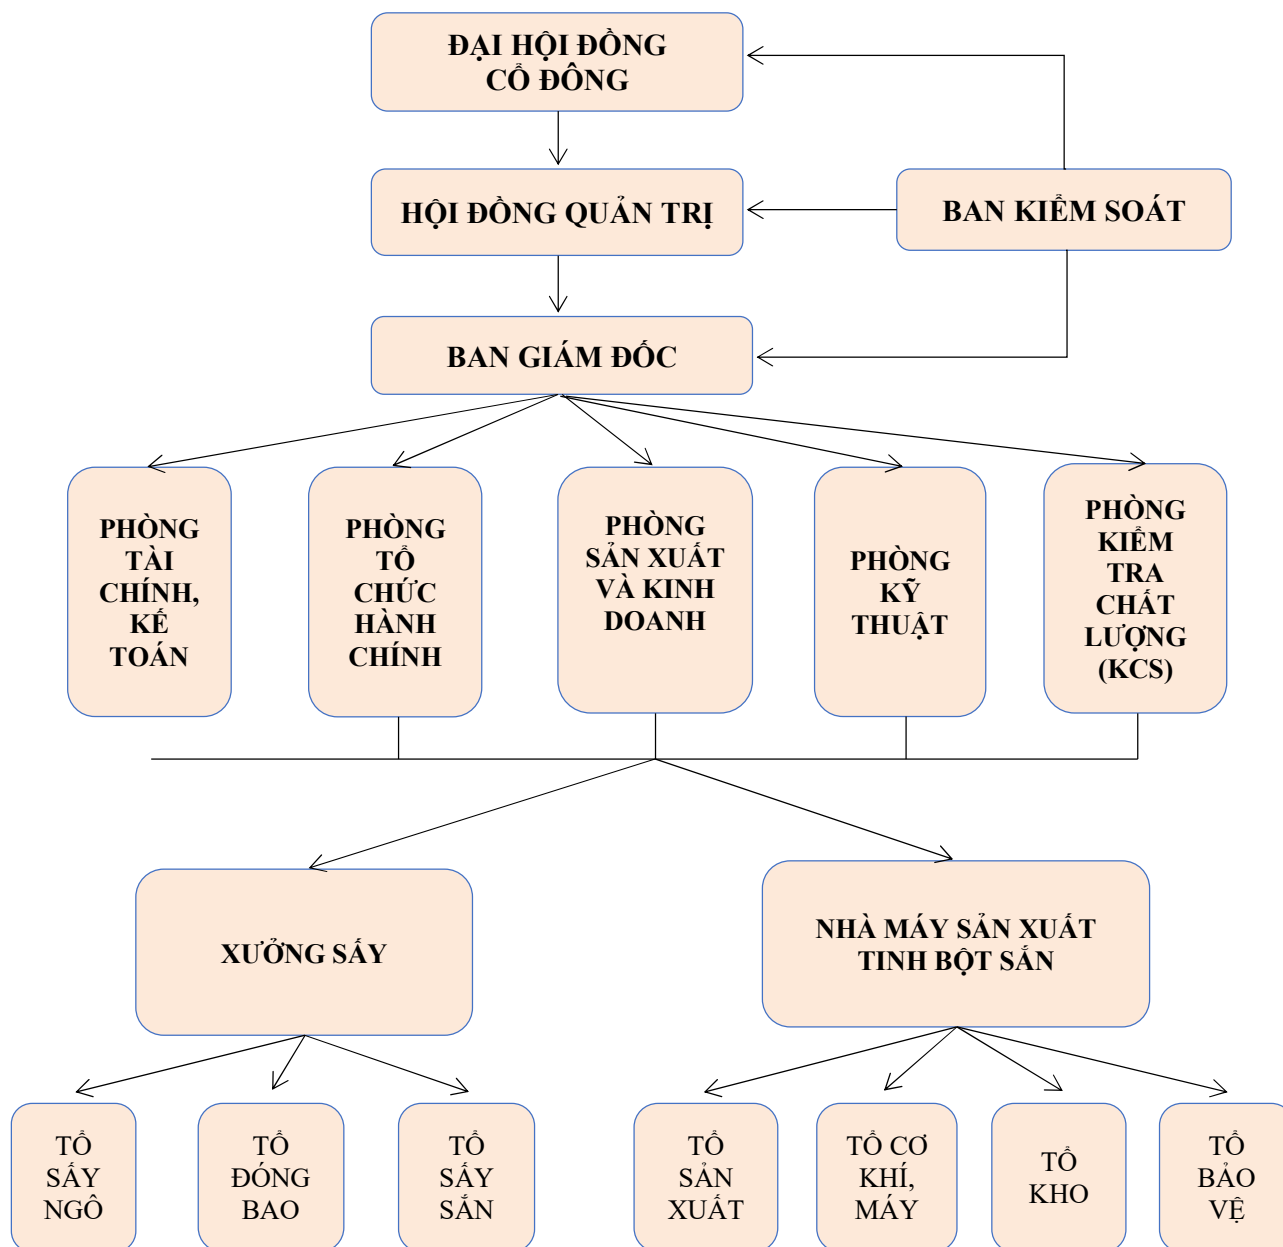 ĐẠI HỘI ĐỒNG
CỔ ĐÔNG
HỘI ĐỒNG QUẢN TRỊ
BAN KIỂM SOÁT
BAN GIÁM ĐỐC
PHÒNG
TÀI
CHÍNH,
KẾ
TOÁN
PHÒNG
TỔ
CHỨC
HÀNH
CHÍNH
PHÒNG
SẢN XUẤT
VÀ KINH
DOANH
PHÒNG
KỸ
THUẬT
PHÒNG
KIỂM
TRA
CHẤT
LƯỢNG
(KCS)
XƯỞNG SẤY
NHÀ MÁY SẢN XUẤT
TINH BỘT SẮN
TỔ
SẤY
NGÔ
TỔ
ĐÓNG
BAO
TỔ
SẤY
SẮN
TỔ
SẢN
XUẤT
TỔ CƠ
KHÍ,
MÁY
TỔ
KHO
TỔ
BẢO
VỆ